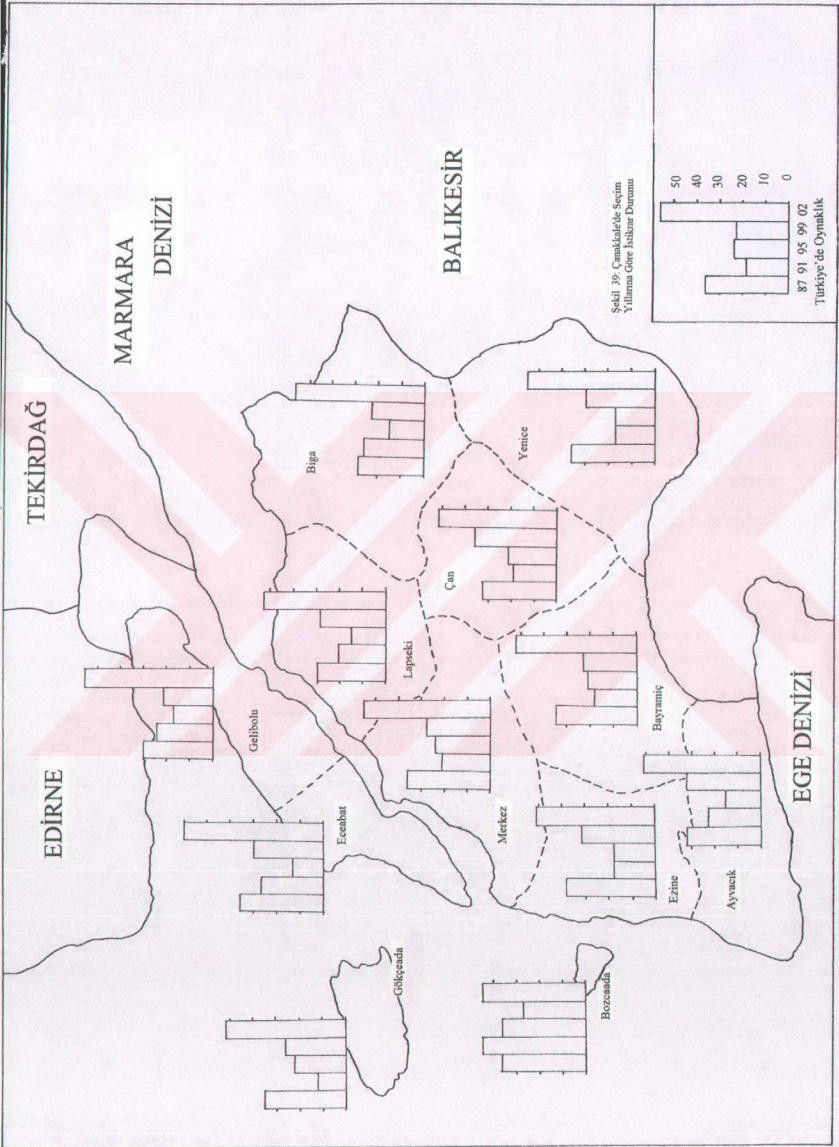 EDİRNE
TEKİRDAĞ
MARMARA
DENİZİ
BALIKESİR
EGE DENİZİ
Gelibolu
Eceabat
Gökçeada
Bozcaada
Lapseki
Biga
Çan
Yenice
Merkez
Bayramiç
Ezine
Ayvacık
Şekil 39: Çanakkale'de Seçim
Yıllarına Göre İstikrar Durumu
50
40
30
20
10
0
87 91 95 99 02
Türkiye'de Oynaklık